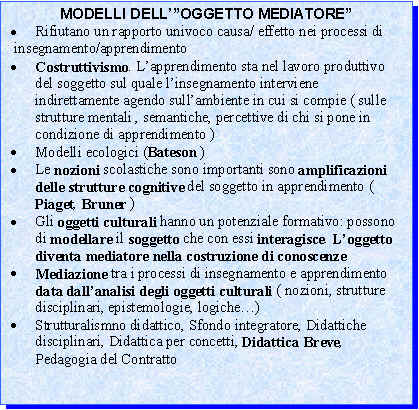 MODELLI DELL'"OGGETTO MEDIATORE"
• Rifiutano un rapporto univoco causa/ effetto nei processi di
insegnamento/apprendimento
• Costruttivismo. L'apprendimento sta nel lavoro produttivo
del soggetto sul quale l'insegnamento interviene
indirettamente agendo sull'ambiente in cui si compie ( sulle
strutture mentali , semantiche, percettive di chi si pone in
condizione di apprendimento )
• Modelli ecologici (Bateson )
• Le nozioni scolastiche sono importanti sono amplificazioni
delle strutture cognitive del soggetto in apprendimento (
Piaget, Bruner )
• Gli oggetti culturali hanno un potenziale formativo: possono
di modellare il soggetto che con essi interagisce. L'oggetto
diventa mediatore nella costruzione di conoscenze
• Mediazione tra i processi di insegnamento e apprendimento
data dall'analisi degli oggetti culturali ( nozioni, strutture
disciplinari, epistemologie, logiche…)
• Strutturalismno didattico, Sfondo integratore, Didattiche
disciplinari, Didattica per concetti, Didattica Breve,
Pedagogia del Contratto